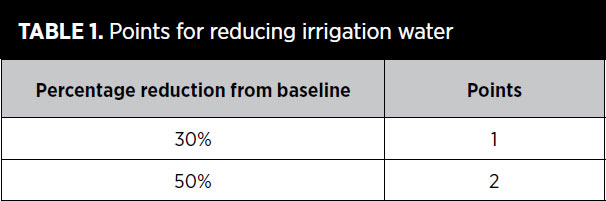 TABLE 1. Points for reducing irrigation water
Percentage reduction from baseline Points
30% 1
50% 2